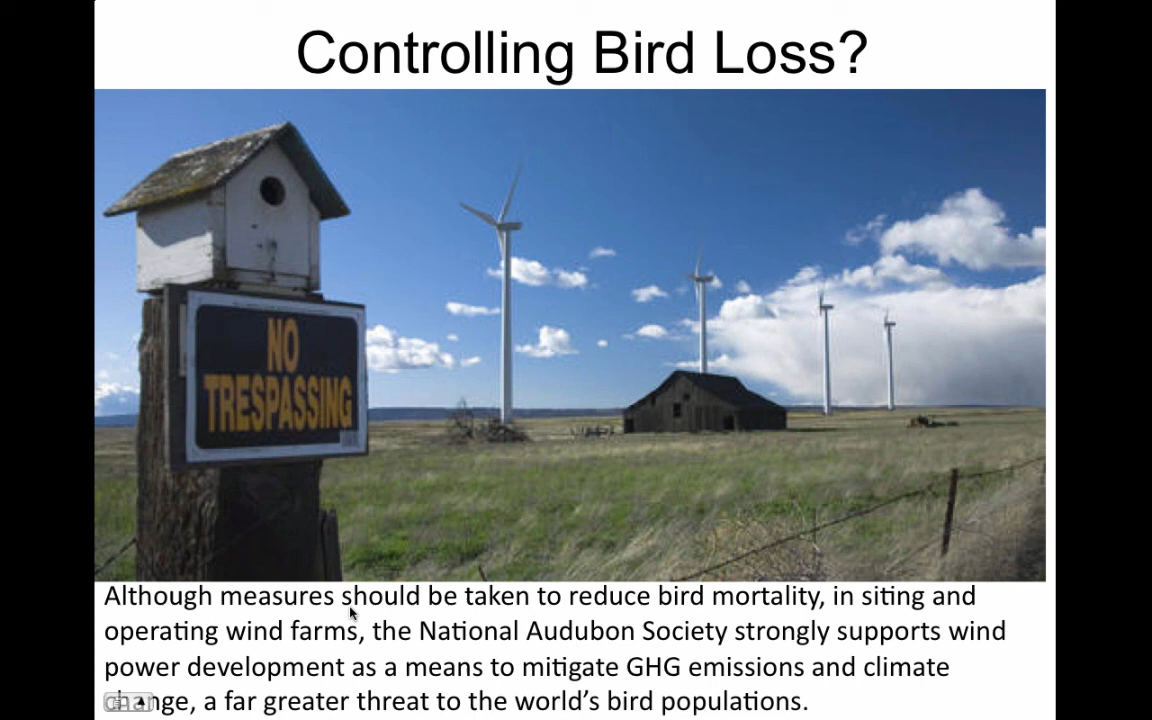 Controlling Bird Loss?
NO
TRESPASSING
Although measures should be taken to reduce bird mortality, in siting and
operating wind farms, the National Audubon Society strongly supports wind
power development as a means to mitigate GHG emissions and climate
change, a far greater threat to the world’s bird populations.